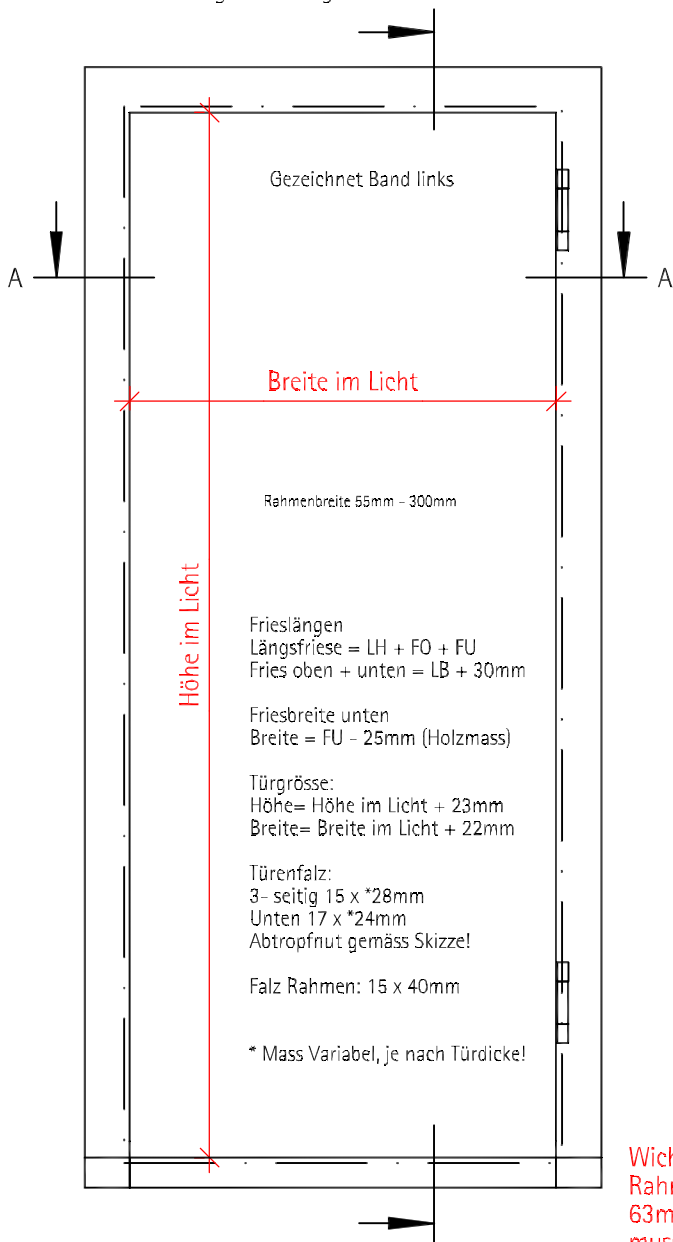 Gezeichnet Band links
A
A
Breite im Licht
Rahmenbreite 55mm - 300mm
Höhe im Licht
Frieslängen
Längsfriese = LH + FO + FU
Fries oben + unten = LB + 30mm
Friesbreite unten
Breite = FU - 25mm (Holzmass)
Türgrösse:
Höhe= Höhe im Licht + 23mm
Breite= Breite im Licht + 22mm
Türenfalz:
3- seitig 15 x *28mm
Unten 17 x *24mm
Abtropfnut gemäss Skizze!
Falz Rahmen: 15 x 40mm
* Mass Variabel, je nach Türdicke!
Wich
Rahm
63m